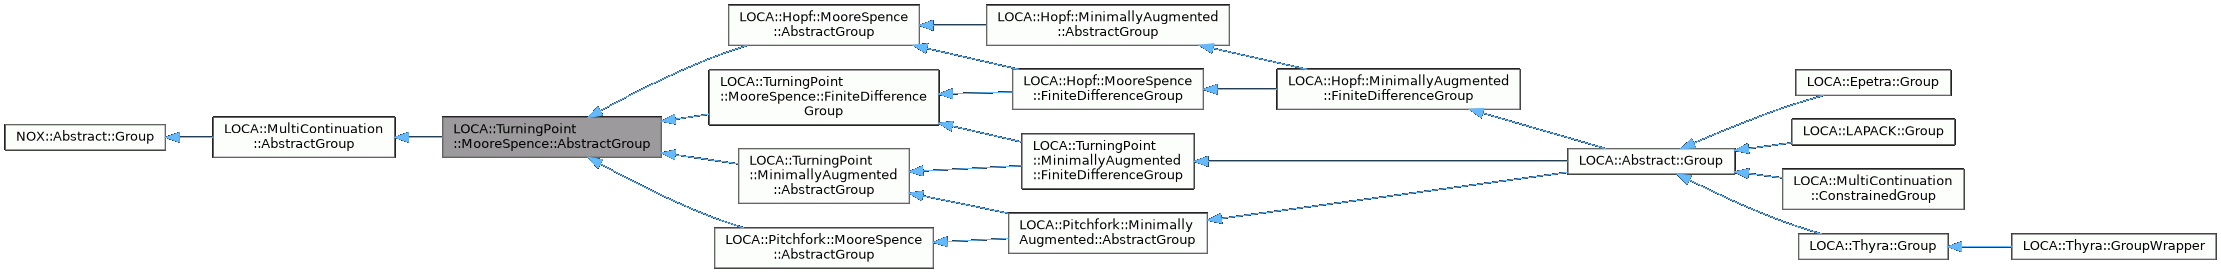 NOX::Abstract::Group
LOCA::MultiContinuation
::AbstractGroup
LOCA::TurningPoint
::MooreSpence::AbstractGroup
LOCA::Hopf::MooreSpence
::AbstractGroup
LOCA::TurningPoint
::MooreSpence::FiniteDifference
Group
LOCA::TurningPoint
::MinimallyAugmented
::AbstractGroup
LOCA::Pitchfork::MooreSpence
::AbstractGroup
LOCA::Hopf::MinimallyAugmented
::AbstractGroup
LOCA::Hopf::MooreSpence
::FiniteDifferenceGroup
LOCA::TurningPoint
::MinimallyAugmented
::FiniteDifferenceGroup
LOCA::Pitchfork::Minimally
Augmented::AbstractGroup
LOCA::Hopf::MinimallyAugmented
::FiniteDifferenceGroup
LOCA::Abstract::Group
LOCA::Epetra::Group
LOCA::LAPACK::Group
LOCA::MultiContinuation
::ConstrainedGroup
LOCA::Thyra::Group
LOCA::Thyra::GroupWrapper